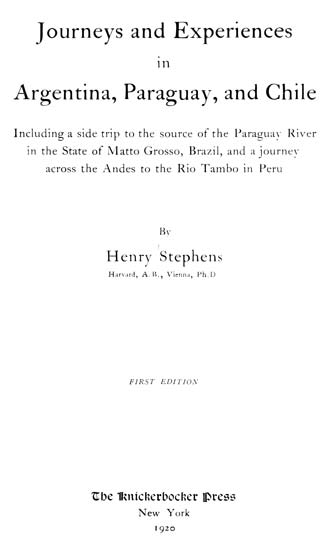 Journeys and Experiences
in
Argentina, Paraguay, and Chile
Including a side trip to the source of the Paraguay River
in the State of Matto Grosso, Brazil, and a journey
across the Andes to the Rio Tambo in Peru
By
Henry Stephens
Harvard, A.B., Vienna, Ph.D
FIRST EDITION
The Knickerbocker Press
New York
1920